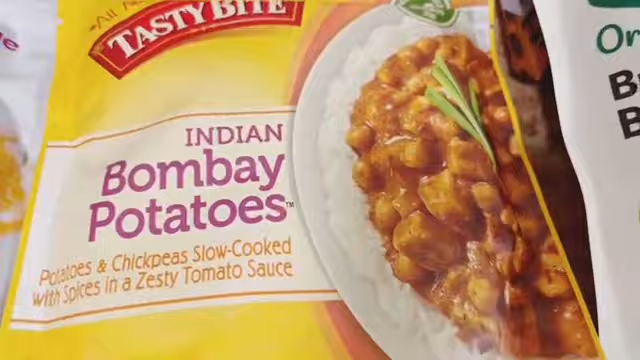 TASTY BITE
INDIAN
Bombay
Potatoes™
Potatoes & Chickpeas Slow-Cooked
with Spices in a Zesty Tomato Sauce